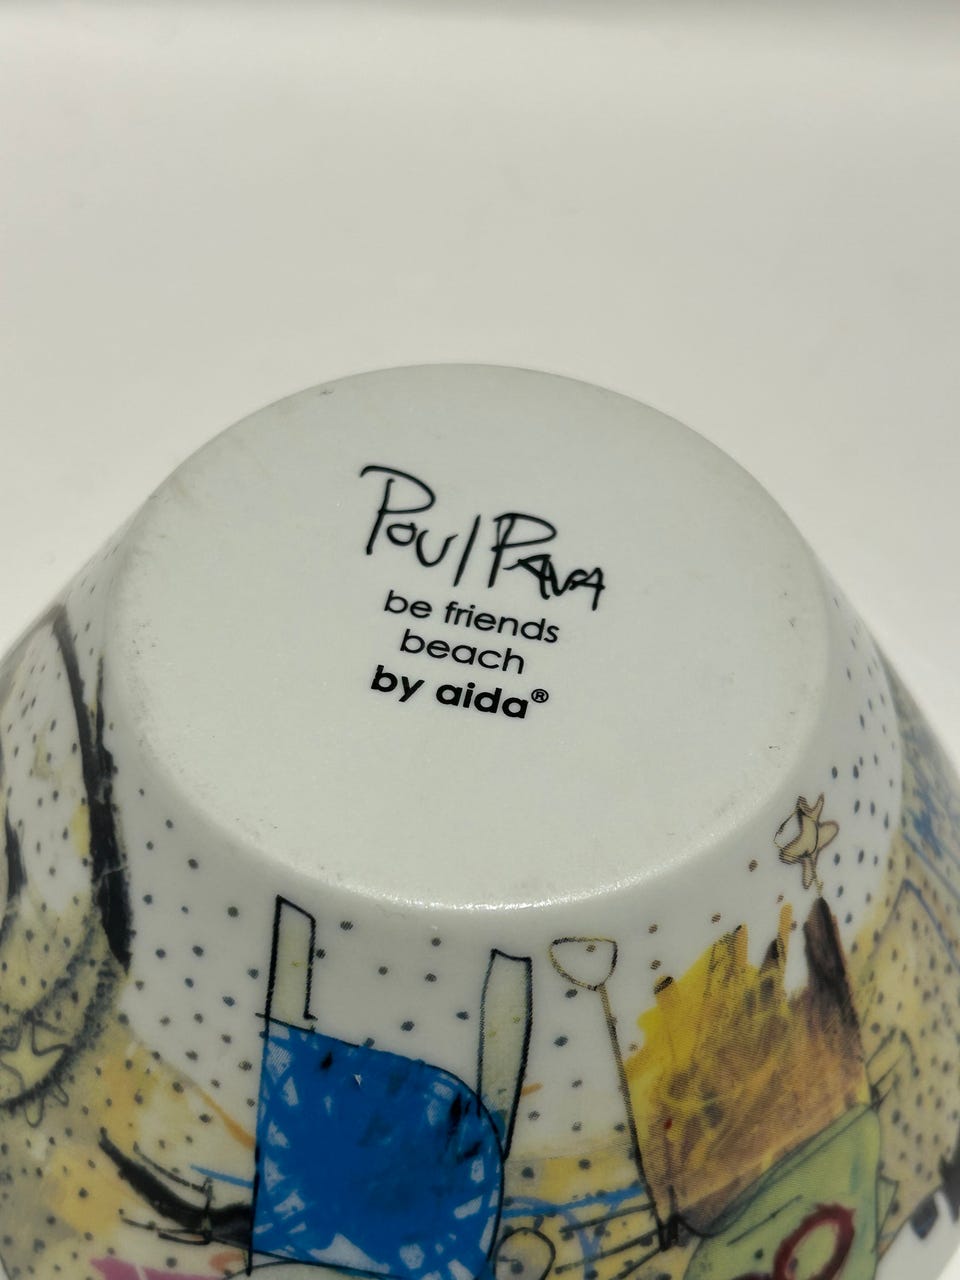 Poul Pava
be friends
beach
by aida®